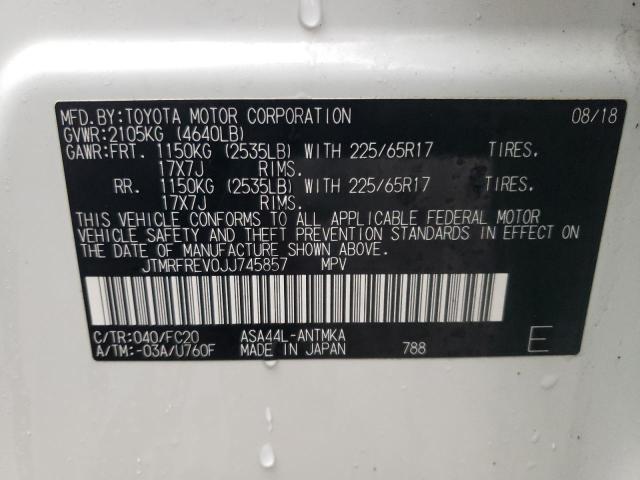 MFD.BY:TOYOTA MOTOR CORPORATION 08/18
GVWR:2105KG (4640LB)
GAWR:FRT. 1150KG (2535LB) WITH 225/65R17 TIRES.
17X7J RIMS.
RR. 1150KG (2535LB) WITH 225/65R17 TIRES.
17X7J RIMS.
THIS VEHICLE CONFORMS TO ALL APPLICABLE FEDERAL MOTOR
VEHICLE SAFETY AND THEFT PREVENTION STANDARDS IN EFFECT ON
THE DATE OF MANUFACTURE SHOWN ABOVE.
JTMRFREV0JJ745857 MPV
C/TR:040/FC20 ASA44L-ANTMKA
A/TM:-03A/U760F MADE IN JAPAN 788 E